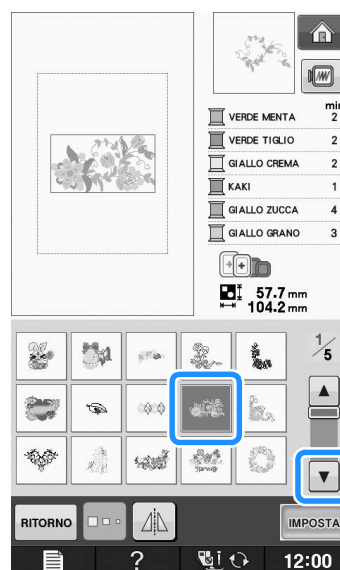 min
VERDE MENTA 2
VERDE TIGLIO 2
GIALLO CREMA 2
KAKI 1
GIALLO ZUCCA 4
GIALLO GRANO 3
57.7 mm
104.2 mm
1/5
RITORNO
IMPOSTA
? 12:00